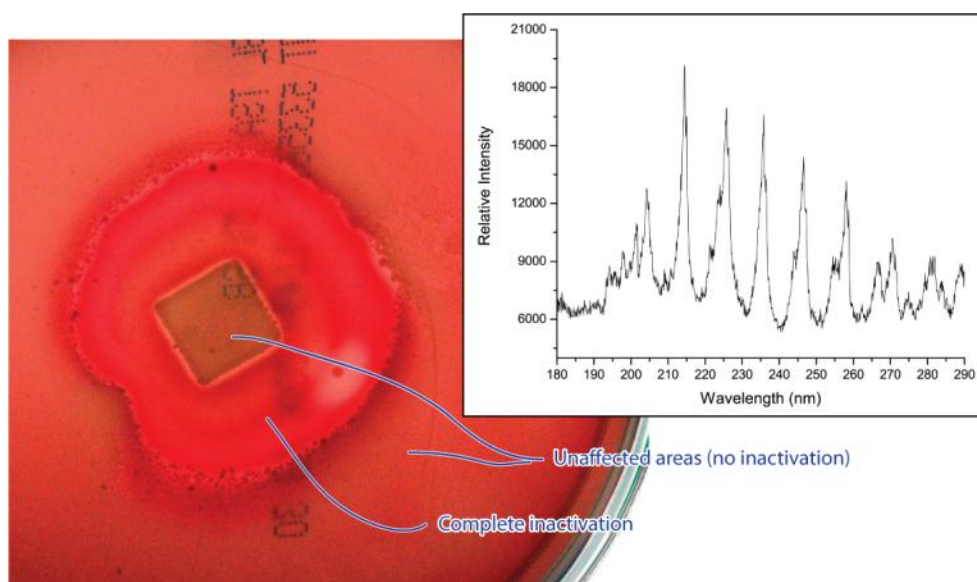 21000
18000
15000
12000
9000
6000
Relative Intensity
180 190 200 210 220 230 240 250 260 270 280 290
Wavelength (nm)
Unaffected areas (no inactivation)
Complete inactivation